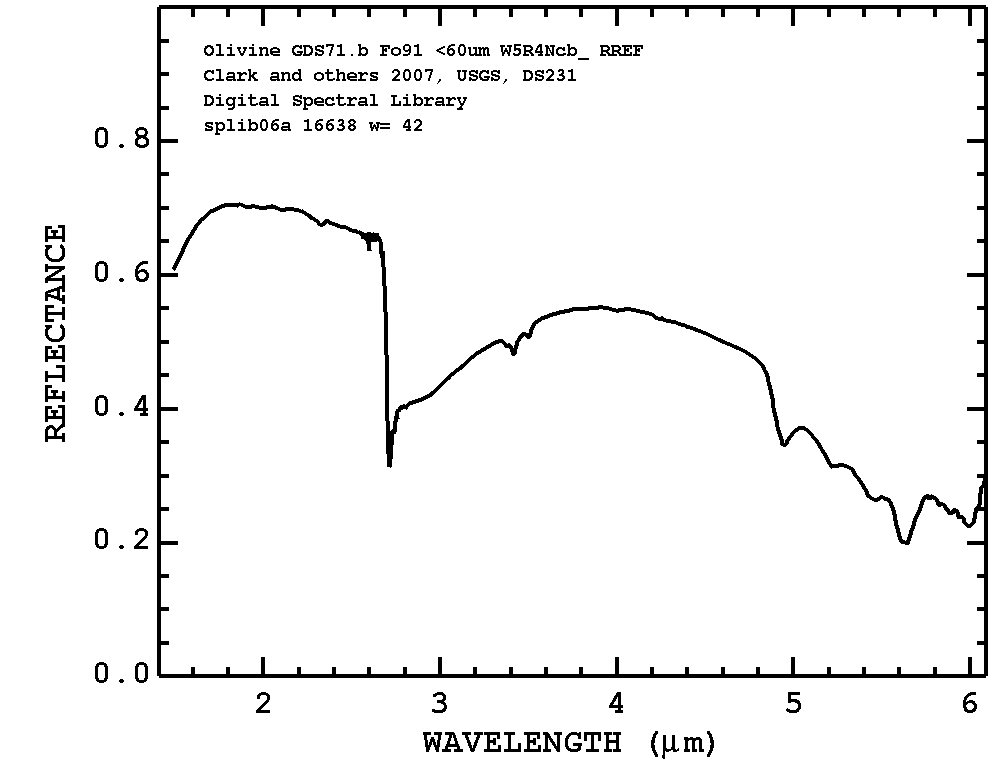 Olivine GDS71.b Fo91 <60um W5R4Ncb_ RREF
Clark and others 2007, USGS, DS231
Digital Spectral Library
splib06a 16638 w= 42
0.8
0.6
0.4
0.2
0.0
REFLECTANCE
2 3 4 5 6
WAVELENGTH (μm)